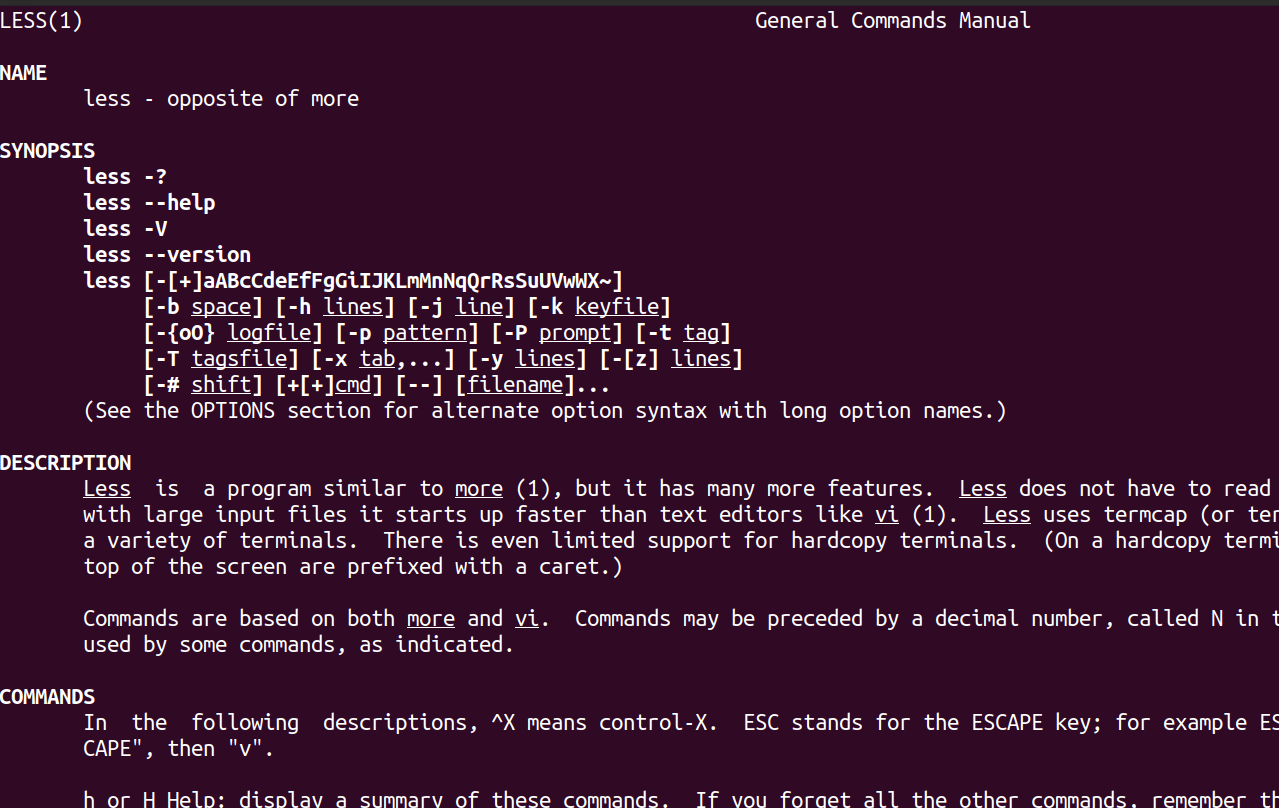 LESS(1) General Commands Manual
NAME
less - opposite of more
SYNOPSIS
less -?
less --help
less -V
less --version
less [-[+]aABcCdeEfFgGiIJKLmMnNqQrRsSuUVwWX~]
[-b space] [-h lines] [-j line] [-k keyfile]
[-{oO} logfile] [-p pattern] [-P prompt] [-t tag]
[-T tagsfile] [-x tab,...] [-y lines] [-[z] lines]
[-# shift] [+[+]cmd] [--] [filename]...
(See the OPTIONS section for alternate option syntax with long option names.)
DESCRIPTION
Less is a program similar to more (1), but it has many more features. Less does not have to read
with large input files it starts up faster than text editors like vi (1). Less uses termcap (or ter
a variety of terminals. There is even limited support for hardcopy terminals. (On a hardcopy termi
top of the screen are prefixed with a caret.)
Commands are based on both more and vi. Commands may be preceded by a decimal number, called N in t
used by some commands, as indicated.
COMMANDS
In the following descriptions, ^X means control-X. ESC stands for the ESCAPE key; for example ES
CAPE", then "v".
h or H Help: display a summary of these commands. If you forget all the other commands, remember th